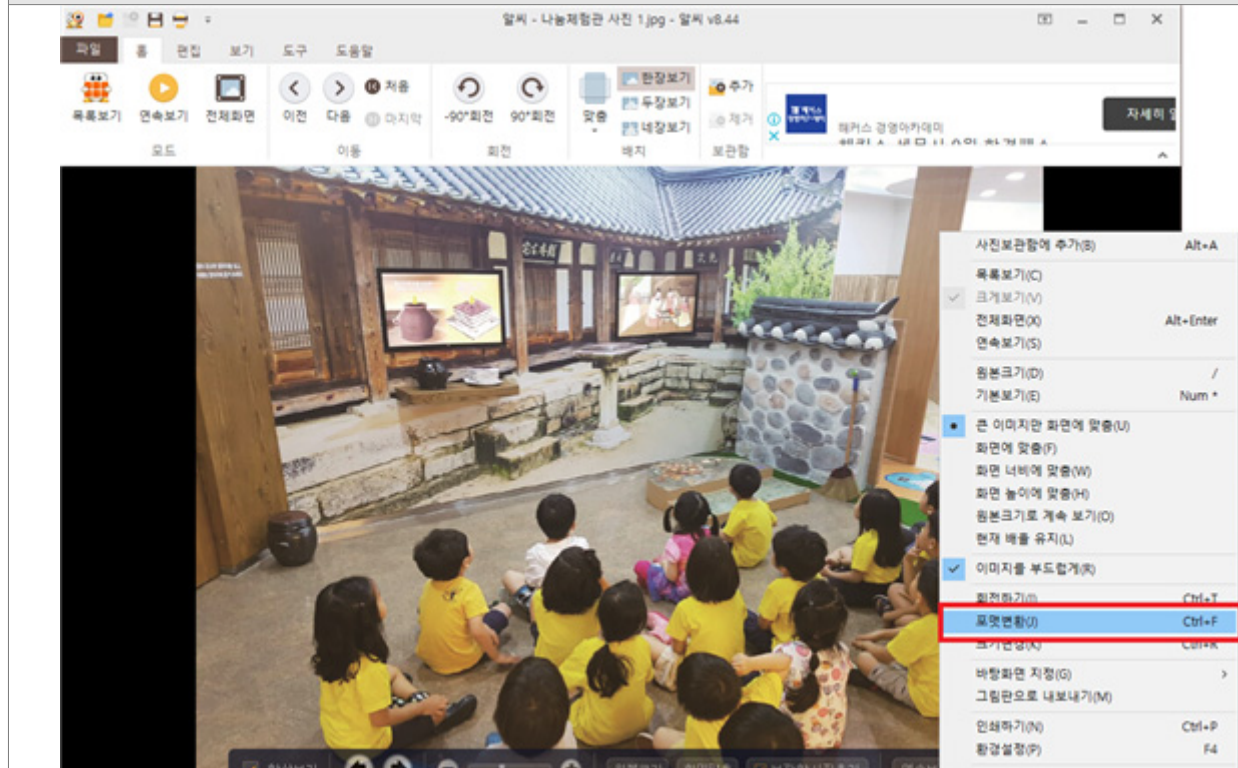 알씨 - 나눔체험관 사진 1.jpg - 알씨 v8.44
파일 홈 편집 보기 도구 도움말
목록보기 연속보기 전체화면 이전 다음 처음 마지막 -90°회전 90°회전 맞춤 한장보기 두장보기 네장보기 추가 제거
해커스 경영아카데미
자세히
모드 이동 회전 배치 보관함
사진보관함에 추가(B) Alt+A
목록보기(C)
크게보기(V)
전체화면(X) Alt+Enter
연속보기(S)
원본크기(D) /
기본보기(E) Num *
큰 이미지만 화면에 맞춤(U)
화면에 맞춤(F)
화면 너비에 맞춤(W)
화면 높이에 맞춤(H)
원본크기로 계속 보기(O)
현재 배율 유지(L)
이미지를 부드럽게(R)
회전하기(I) Ctrl+T
포맷변환(J) Ctrl+F
크기변경(K) Ctrl+R
바탕화면 지정(G)
그림판으로 내보내기(M)
인쇄하기(N) Ctrl+P
환경설정(P) F4